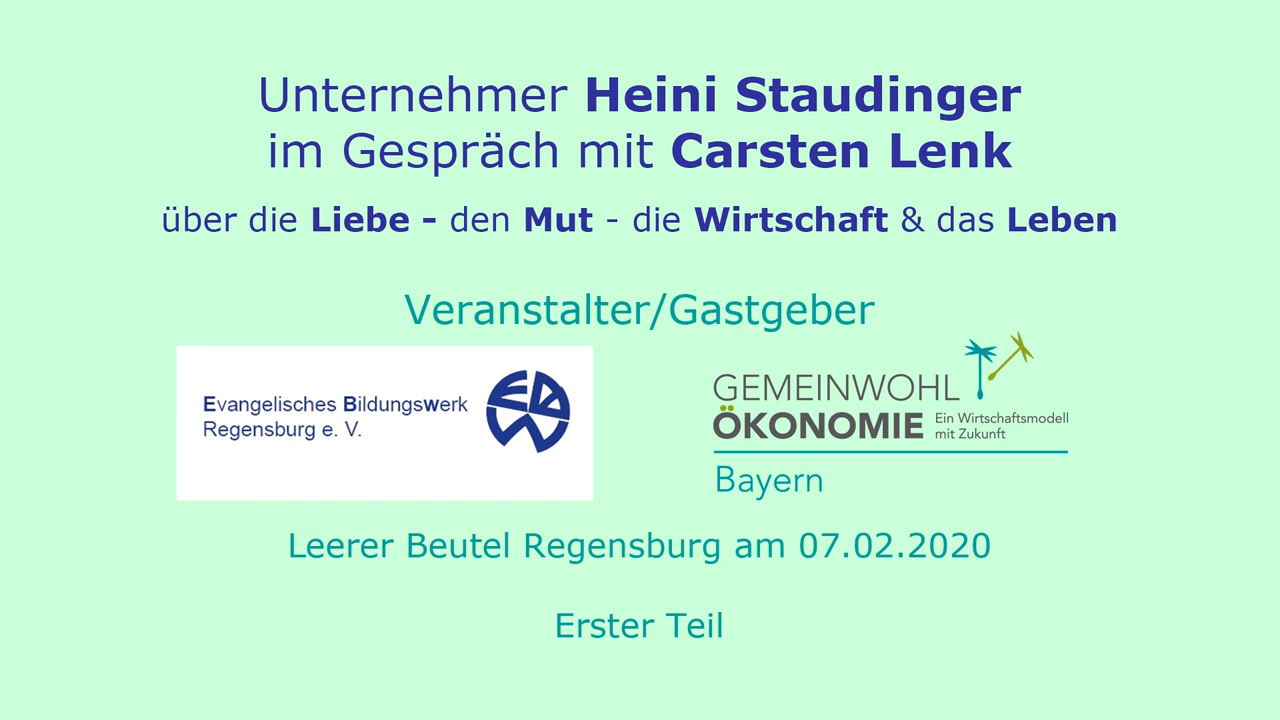 Unternehmer Heini Staudinger
im Gespräch mit Carsten Lenk
über die Liebe - den Mut - die Wirtschaft & das Leben
Veranstalter/Gastgeber
Evangelisches Bildungswerk
Regensburg e. V.
EBW
GEMEINWOHL
ÖKONOMIE Ein Wirtschaftsmodell
mit Zukunft
Bayern
Leerer Beutel Regensburg am 07.02.2020
Erster Teil